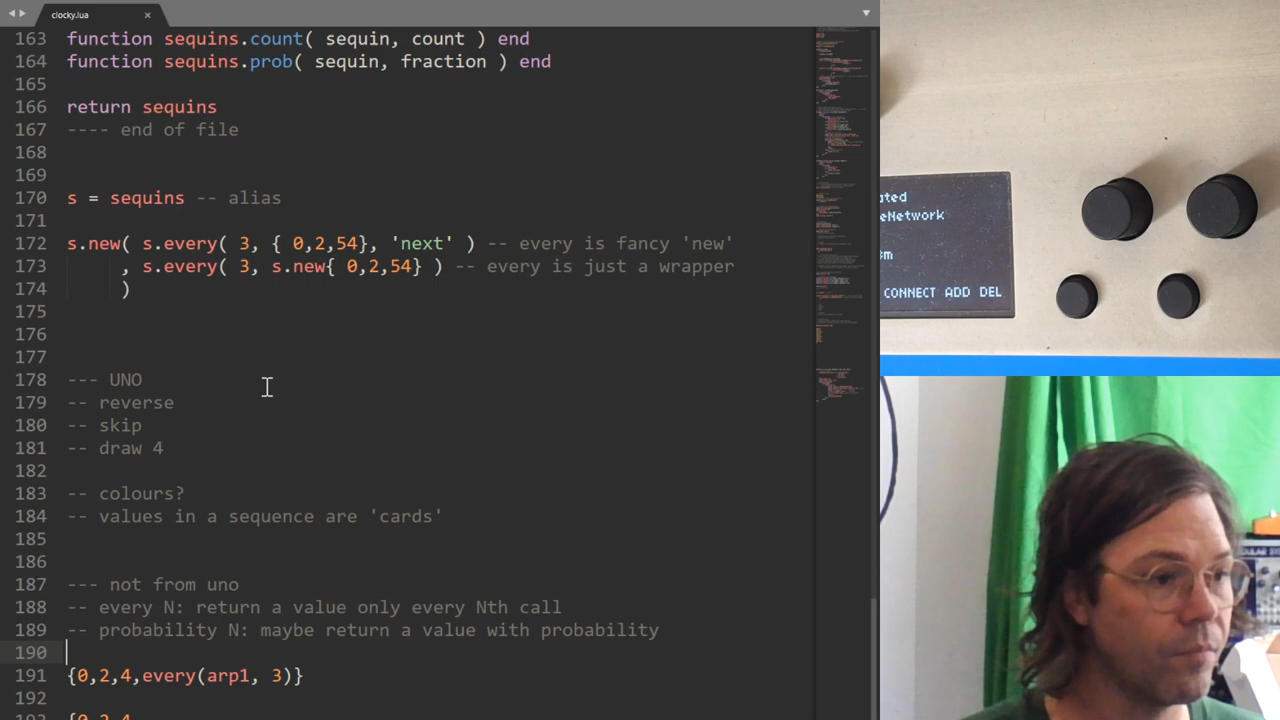 clocky.lua
163 function sequins.count( sequin, count ) end
164 function sequins.prob( sequin, fraction ) end
165
166 return sequins
167 ---- end of file
168
169
170 s = sequins -- alias
171
172 s.new( s.every( 3, { 0,2,54}, 'next' ) -- every is fancy 'new'
173 , s.every( 3, s.new{ 0,2,54} ) -- every is just a wrapper
174 )
175
176
177
178 --- UNO
179 -- reverse
180 -- skip
181 -- draw 4
182
183 -- colours?
184 -- values in a sequence are 'cards'
185
186
187 --- not from uno
188 -- every N: return a value only every Nth call
189 -- probability N: maybe return a value with probability
190
191 {0,2,4,every(arp1, 3)}
192
193 {0,2,4
ated
eNetwork
m
CONNECT ADD DEL